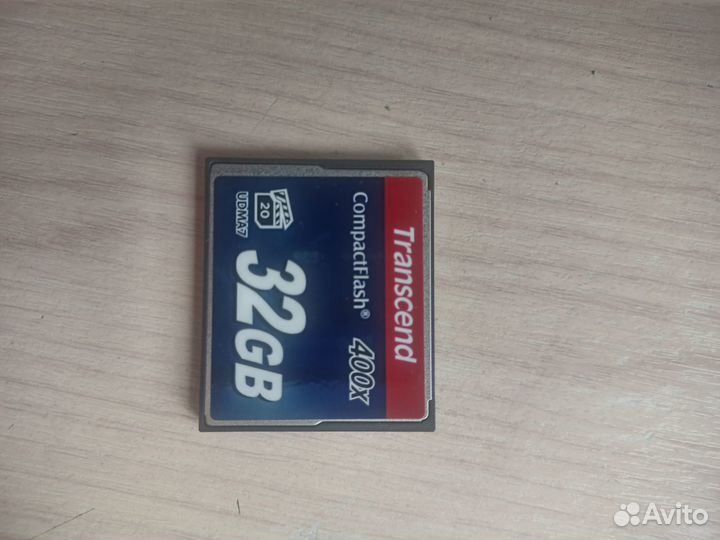 Transcend
400x
CompactFlash®
20
UDMA7
32GB
Avito